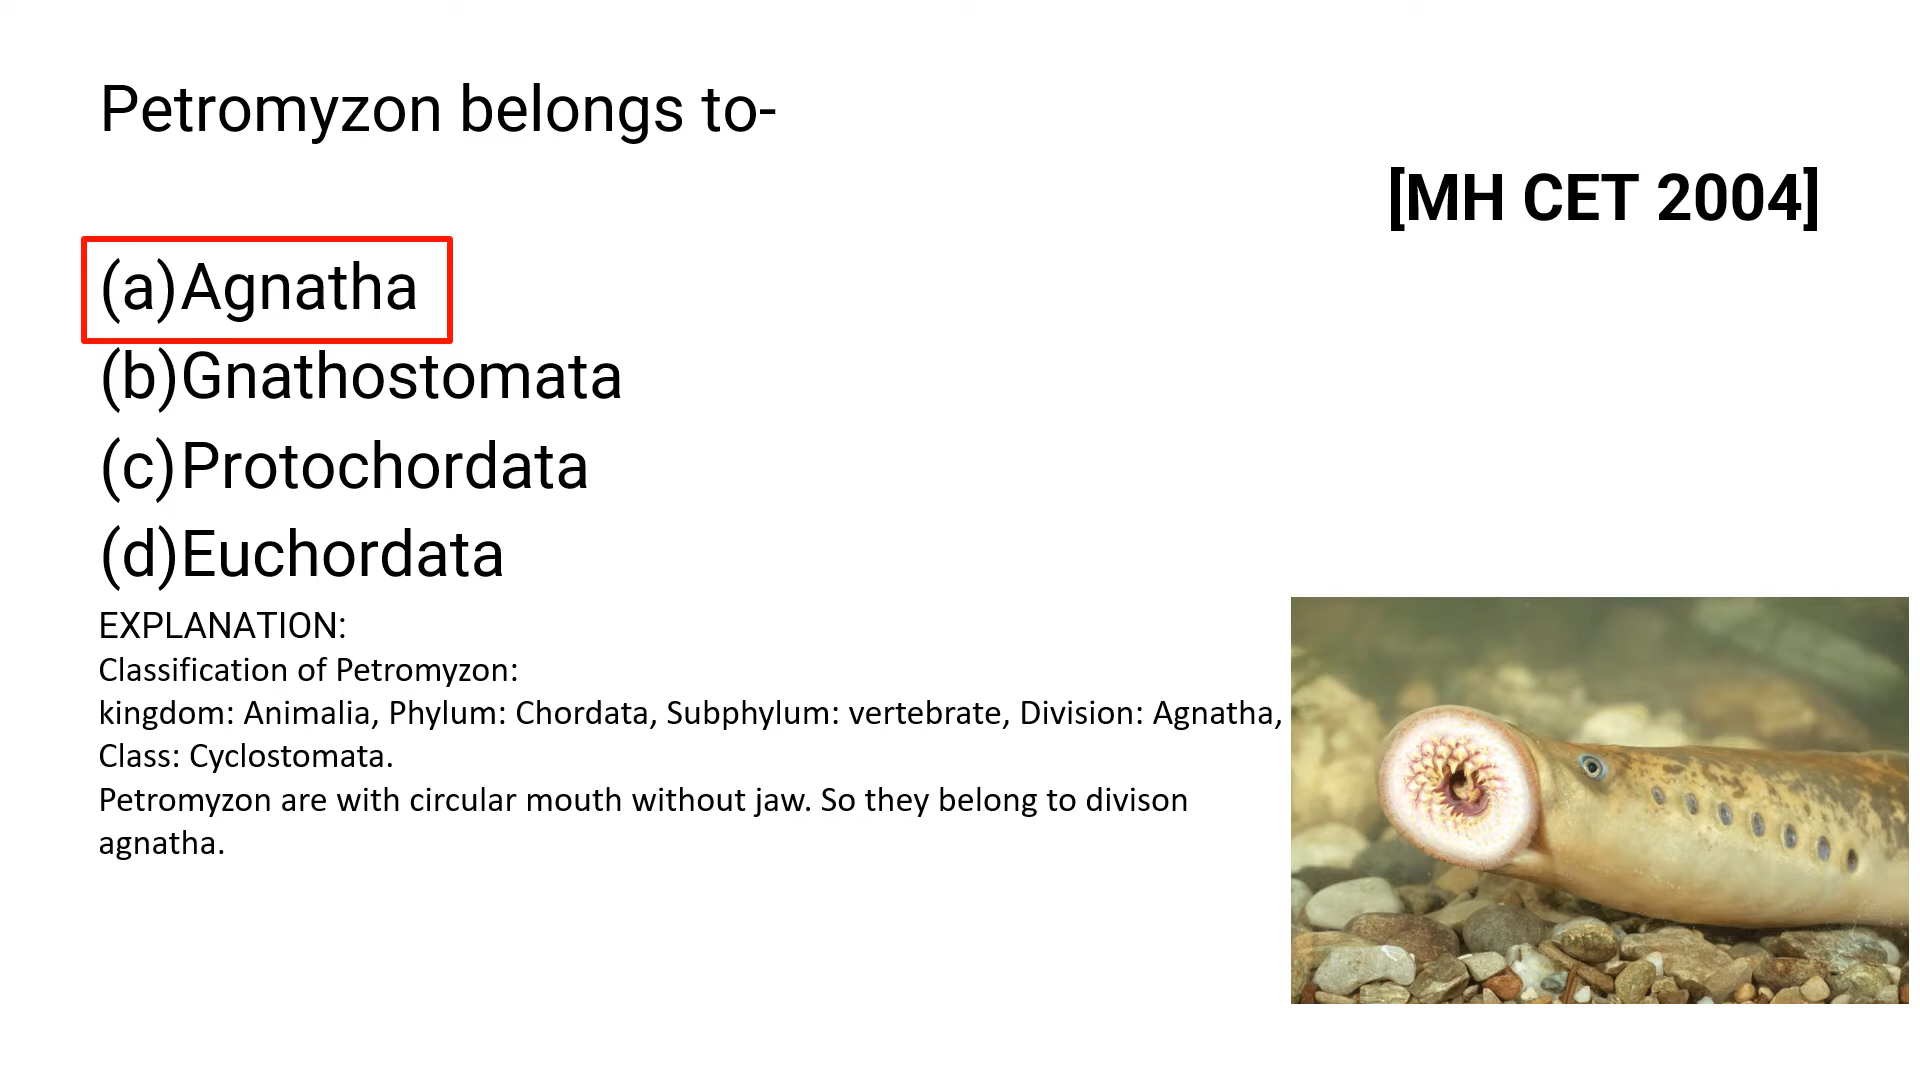 Petromyzon belongs to-
[MH CET 2004]
(a)Agnatha
(b)Gnathostomata
(c)Protochordata
(d)Euchordata
EXPLANATION:
Classification of Petromyzon:
kingdom: Animalia, Phylum: Chordata, Subphylum: vertebrate, Division: Agnatha,
Class: Cyclostomata.
Petromyzon are with circular mouth without jaw. So they belong to divison
agnatha.